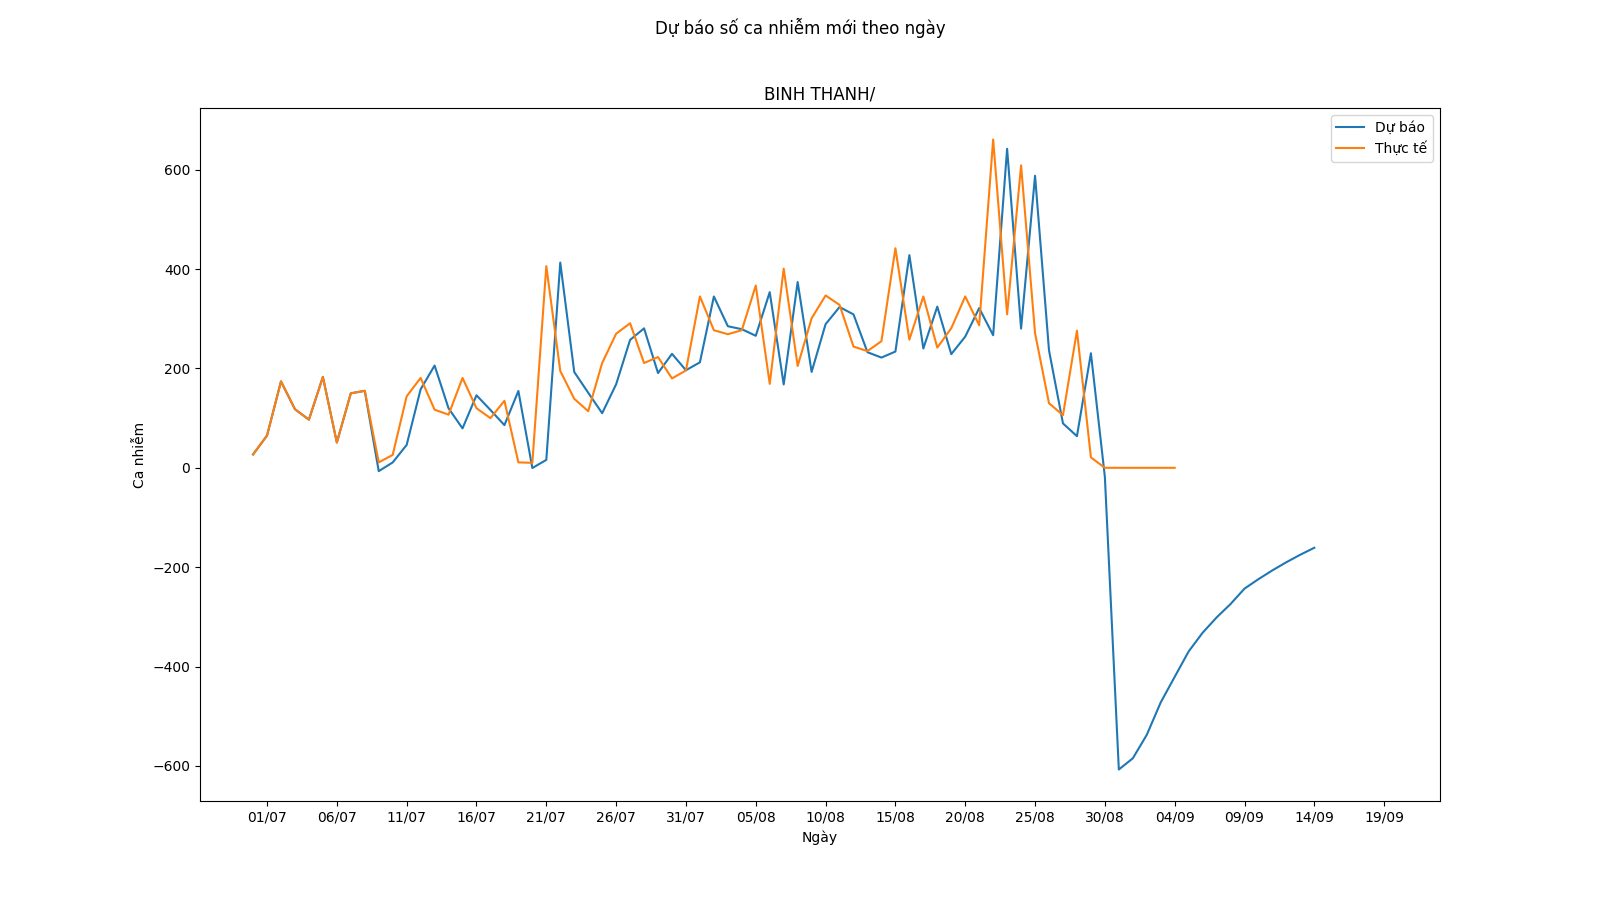 Dự báo số ca nhiễm mới theo ngày
BINH THANH/
Dự báo
Thực tế
600
400
200
0
−200
−400
−600
Ca nhiễm
01/07 06/07 11/07 16/07 21/07 26/07 31/07 05/08 10/08 15/08 20/08 25/08 30/08 04/09 09/09 14/09 19/09
Ngày